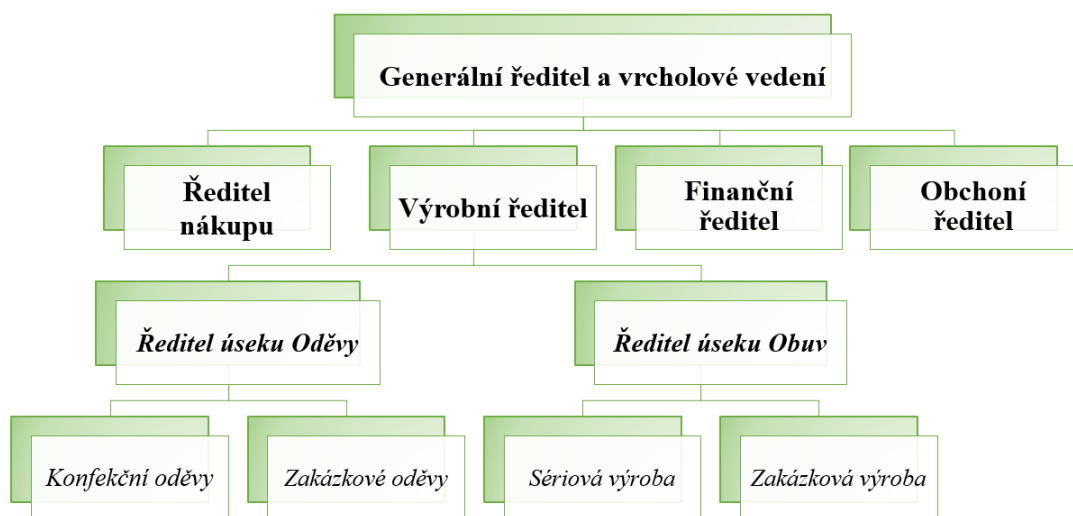 Generální ředitel a vrcholové vedení
Ředitel
nákupu
Výrobní ředitel
Finanční
ředitel
Obchoní
ředitel
Ředitel úseku Oděvy
Ředitel úseku Obuv
Konfekční oděvy
Zakázkové oděvy
Sériová výroba
Zakázková výroba